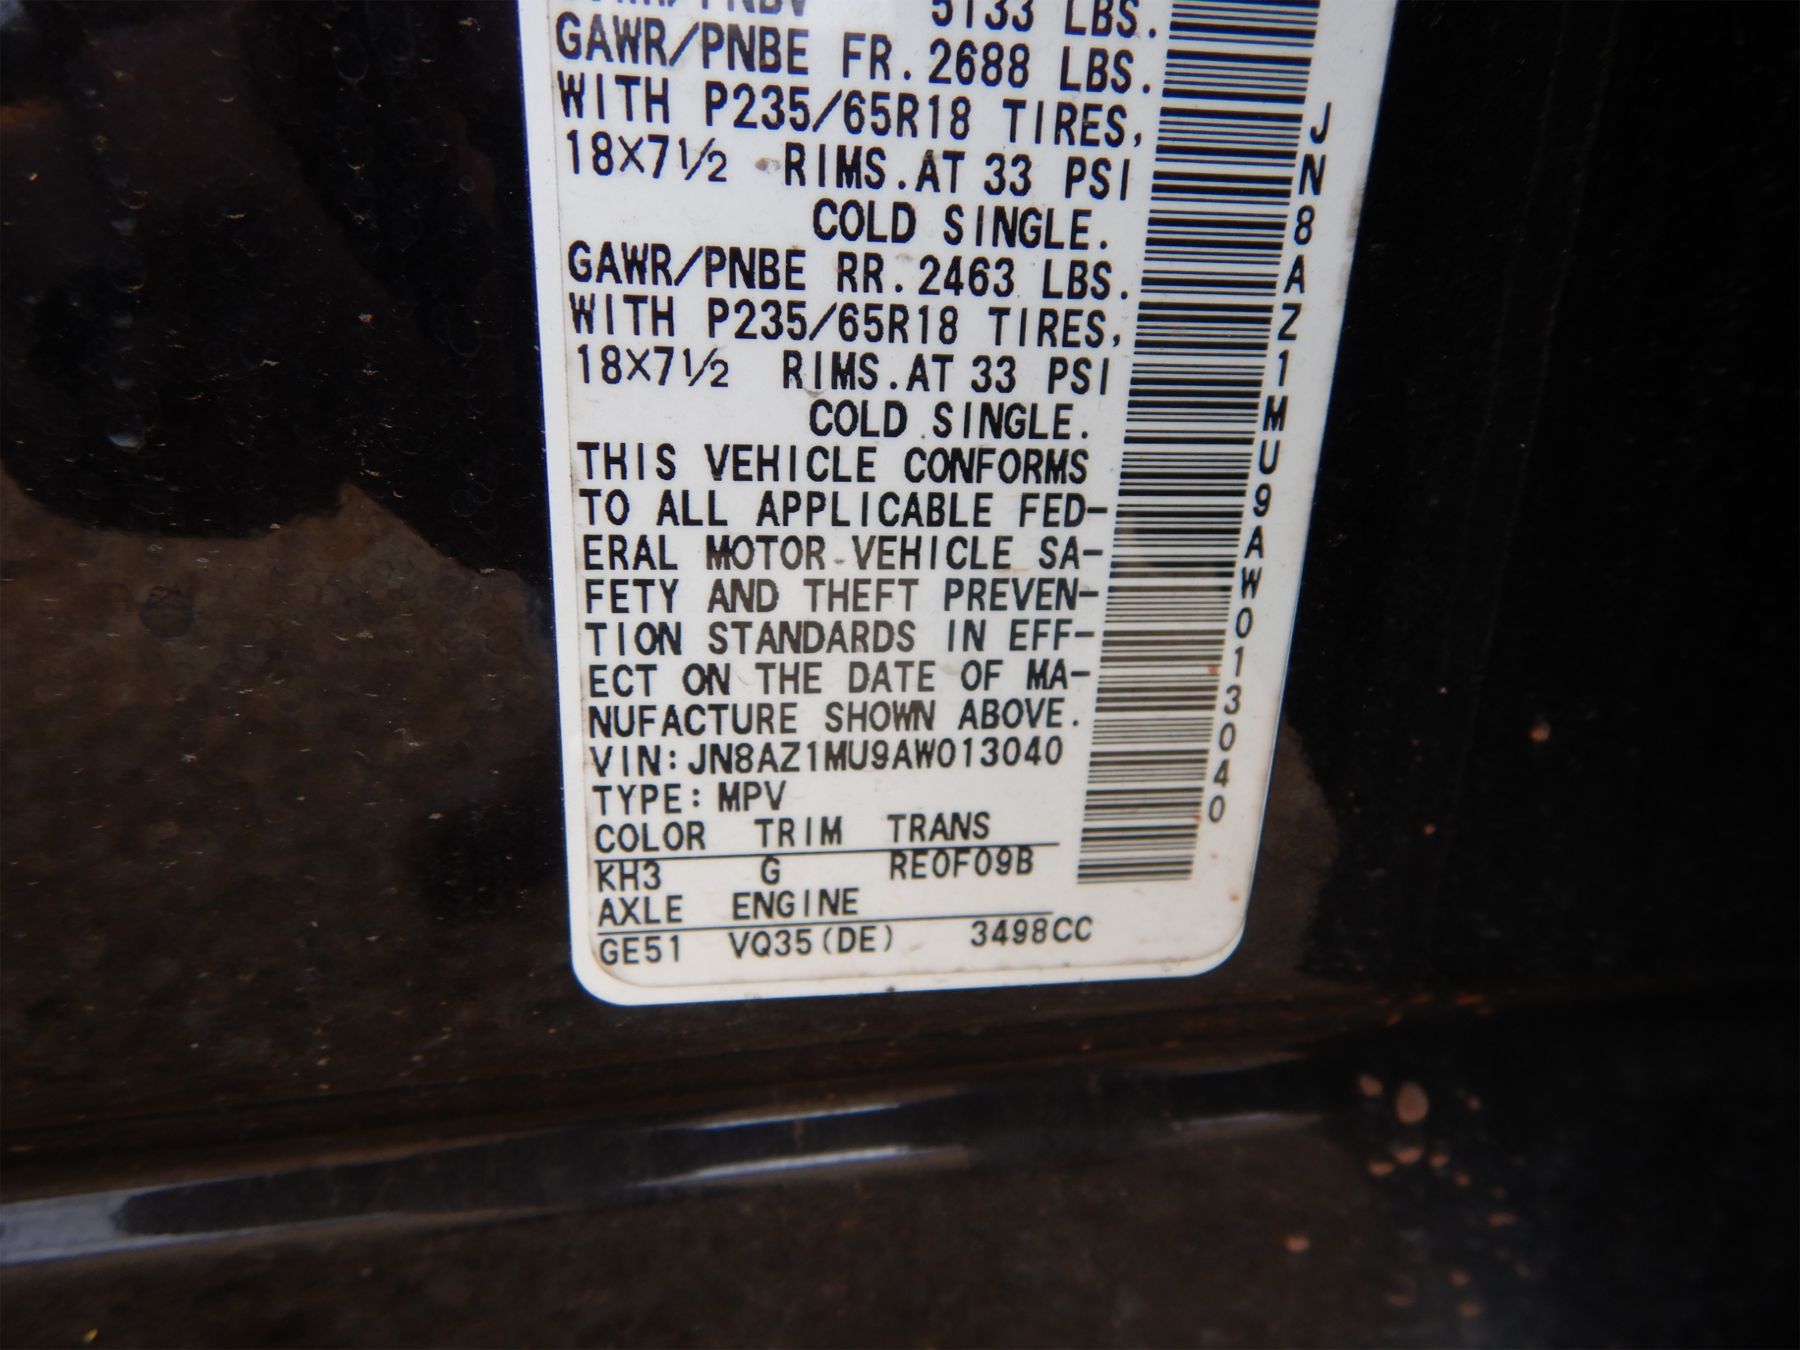 5133 LBS.
GAWR/PNBE FR. 2688 LBS.
WITH P235/65R18 TIRES,
18X7½ RIMS.AT 33 PSI
COLD SINGLE.
GAWR/PNBE RR. 2463 LBS.
WITH P235/65R18 TIRES,
18X7½ RIMS.AT 33 PSI
COLD SINGLE.
THIS VEHICLE CONFORMS
TO ALL APPLICABLE FED-
ERAL MOTOR VEHICLE SA-
FETY AND THEFT PREVEN-
TION STANDARDS IN EFF-
ECT ON THE DATE OF MA-
NUFACTURE SHOWN ABOVE.
VIN:JN8AZ1MU9AW013040
TYPE:MPV
COLOR TRIM TRANS
KH3 G RE0F09B
AXLE ENGINE
GE51 VQ35(DE) 3498CC
JN8AZ1MU9AW013040